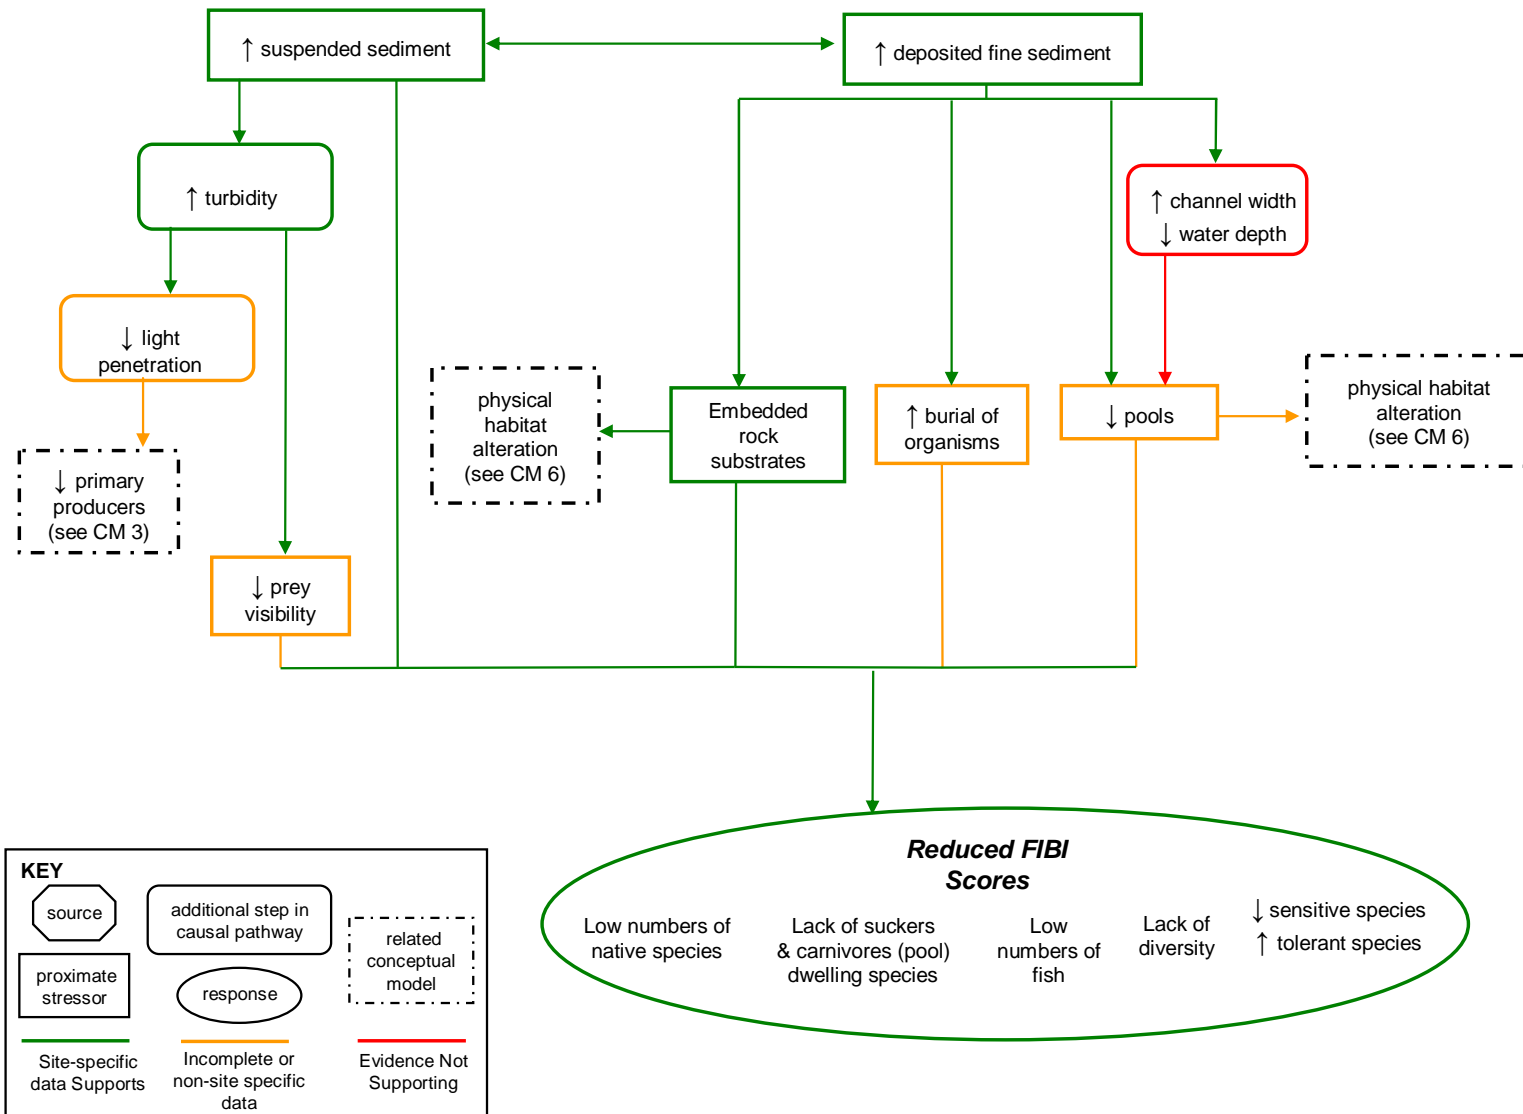 ↑ suspended sediment
↑ deposited fine sediment
↑ turbidity
↑ channel width
↓ water depth
↓ light
penetration
physical
habitat
alteration
(see CM 6)
Embedded
rock
substrates
↑ burial of
organisms
↓ pools
physical habitat
alteration
(see CM 6)
↓ primary
producers
(see CM 3)
↓ prey
visibility
Reduced FIBI
Scores
Low numbers of
native species
Lack of suckers
& carnivores (pool)
dwelling species
Low
numbers of
fish
Lack of
diversity
↓ sensitive species
↑ tolerant species
KEY
source
additional step in
causal pathway
related
conceptual
model
proximate
stressor
response
Site-specific
data Supports
Incomplete or
non-site specific
data
Evidence Not
Supporting